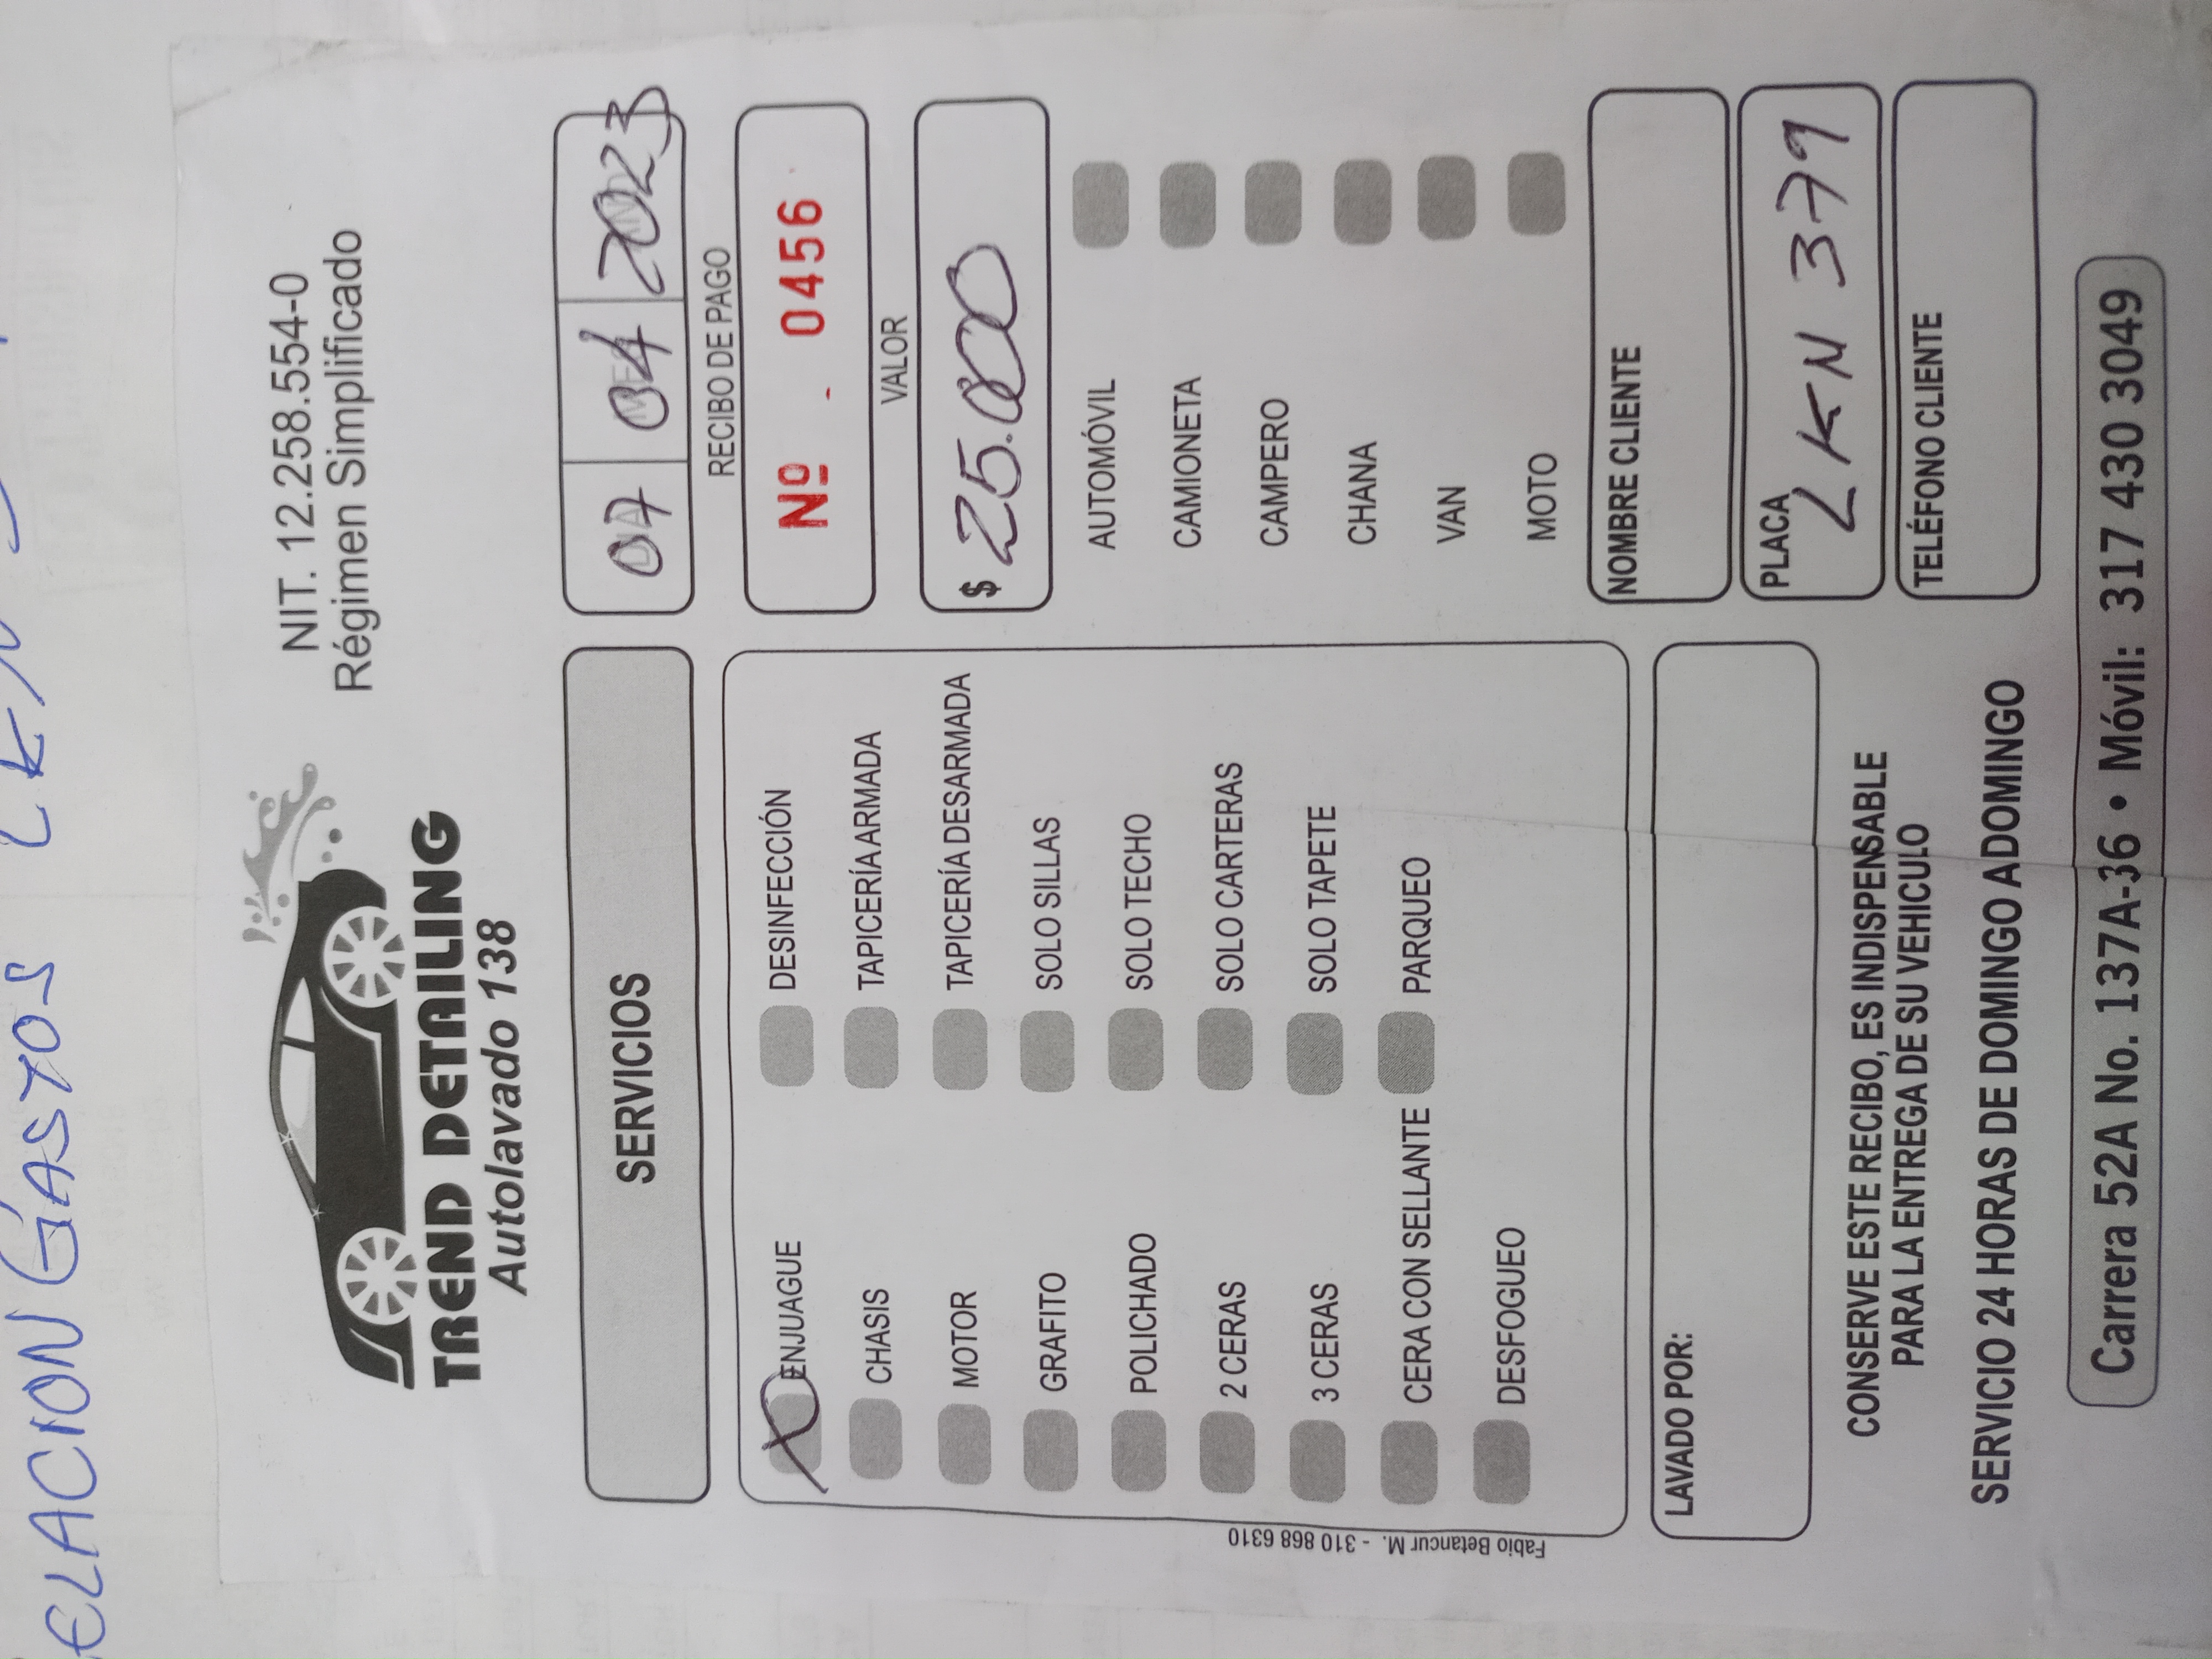 RELACION GASTOS LKN
TREND DETAILING
Autolavado 138
NIT. 12.258.554-0
Régimen Simplificado
SERVICIOS
07 04 2023
RECIBO DE PAGO
Nº - 0456
VALOR
$ 25.000
X ENJUAGUE
CHASIS
MOTOR
GRAFITO
POLICHADO
2 CERAS
3 CERAS
CERA CON SELLANTE
DESFOGUEO
DESINFECCIÓN
TAPICERÍA ARMADA
TAPICERÍA DESARMADA
SOLO SILLAS
SOLO TECHO
SOLO CARTERAS
SOLO TAPETE
PARQUEO
AUTOMÓVIL
CAMIONETA
CAMPERO
CHANA
VAN
MOTO
LAVADO POR:
NOMBRE CLIENTE
PLACA
LKN 379
TELÉFONO CLIENTE
CONSERVE ESTE RECIBO, ES INDISPENSABLE
PARA LA ENTREGA DE SU VEHICULO
SERVICIO 24 HORAS DE DOMINGO A DOMINGO
Carrera 52A No. 137A-36 • Móvil: 317 430 3049
Fabio Betancur M. - 310 868 6310